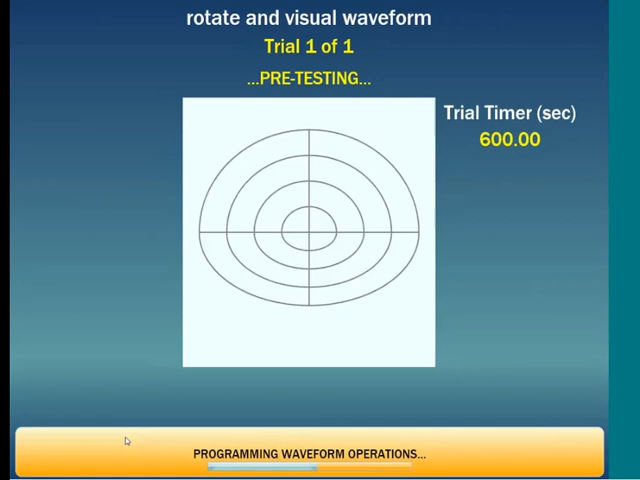 rotate and visual waveform
Trial 1 of 1
...PRE-TESTING...
Trial Timer (sec)
600.00
PROGRAMMING WAVEFORM OPERATIONS...